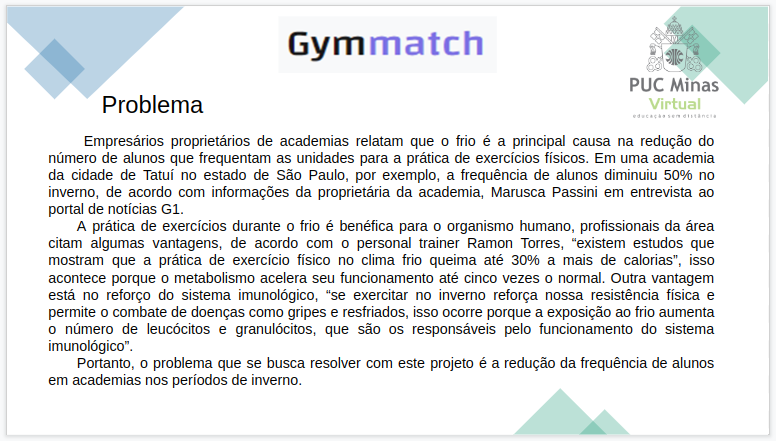 Gymmatch
PUC Minas
Virtual
educação sem distância
Problema
Empresários proprietários de academias relatam que o frio é a principal causa na redução do
número de alunos que frequentam as unidades para a prática de exercícios físicos. Em uma academia
da cidade de Tatuí no estado de São Paulo, por exemplo, a frequência de alunos diminuiu 50% no
inverno, de acordo com informações da proprietária da academia, Marusca Passini em entrevista ao
portal de notícias G1.
A prática de exercícios durante o frio é benéfica para o organismo humano, profissionais da área
citam algumas vantagens, de acordo com o personal trainer Ramon Torres, “existem estudos que
mostram que a prática de exercício físico no clima frio queima até 30% a mais de calorias”, isso
acontece porque o metabolismo acelera seu funcionamento até cinco vezes o normal. Outra vantagem
está no reforço do sistema imunológico, “se exercitar no inverno reforça nossa resistência física e
permite o combate de doenças como gripes e resfriados, isso ocorre porque a exposição ao frio aumenta
o número de leucócitos e granulócitos, que são os responsáveis pelo funcionamento do sistema
imunológico”.
Portanto, o problema que se busca resolver com este projeto é a redução da frequência de alunos
em academias nos períodos de inverno.